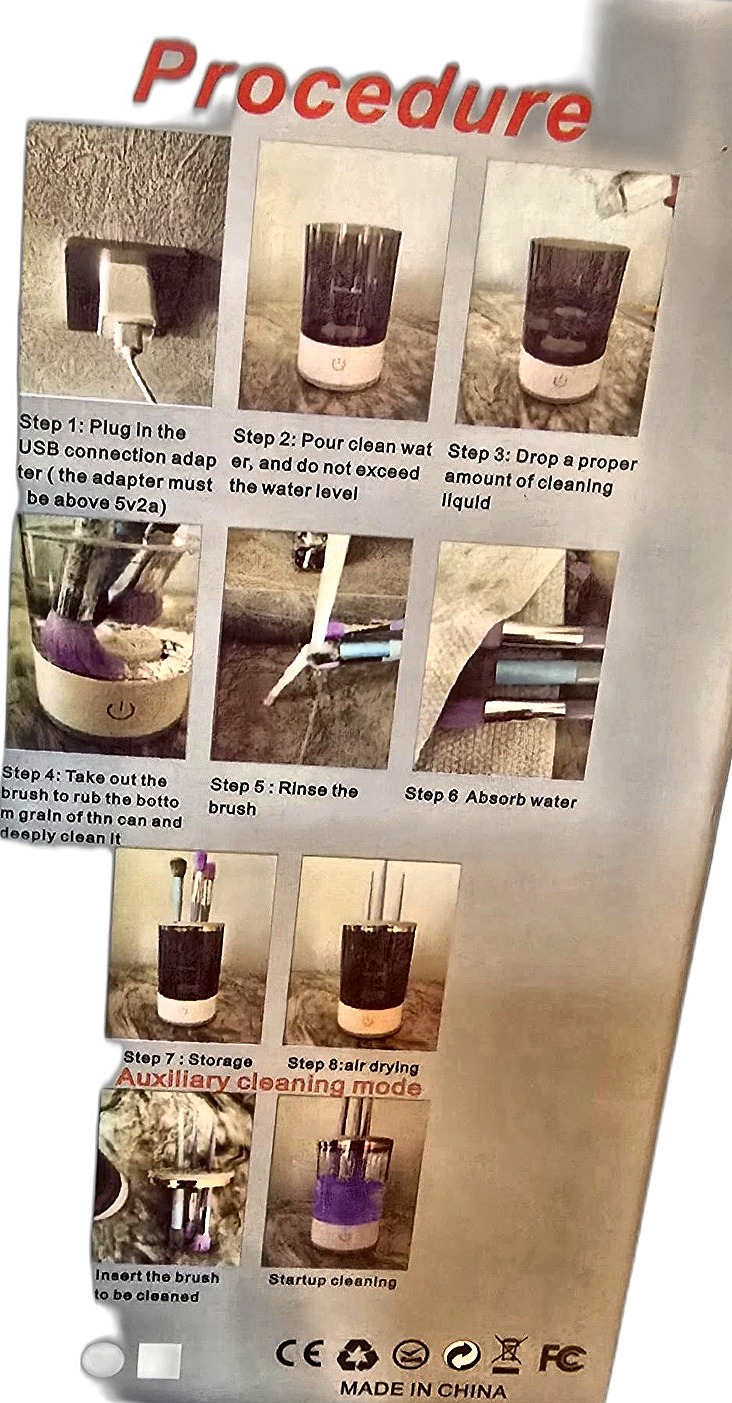 Procedure
Step 1: Plug in the
USB connection adap
ter ( the adapter must
be above 5v2a)
Step 2: Pour clean wat
er, and do not exceed
the water level
Step 3: Drop a proper
amount of cleaning
liquid
Step 4: Take out the
brush to rub the botto
m grain of thn can and
deeply clean it
Step 5 : Rinse the
brush
Step 6 Absorb water
Step 7 : Storage
Step 8:air drying
Auxiliary cleaning mode
Insert the brush
to be cleaned
Startup cleaning
CE FC
MADE IN CHINA